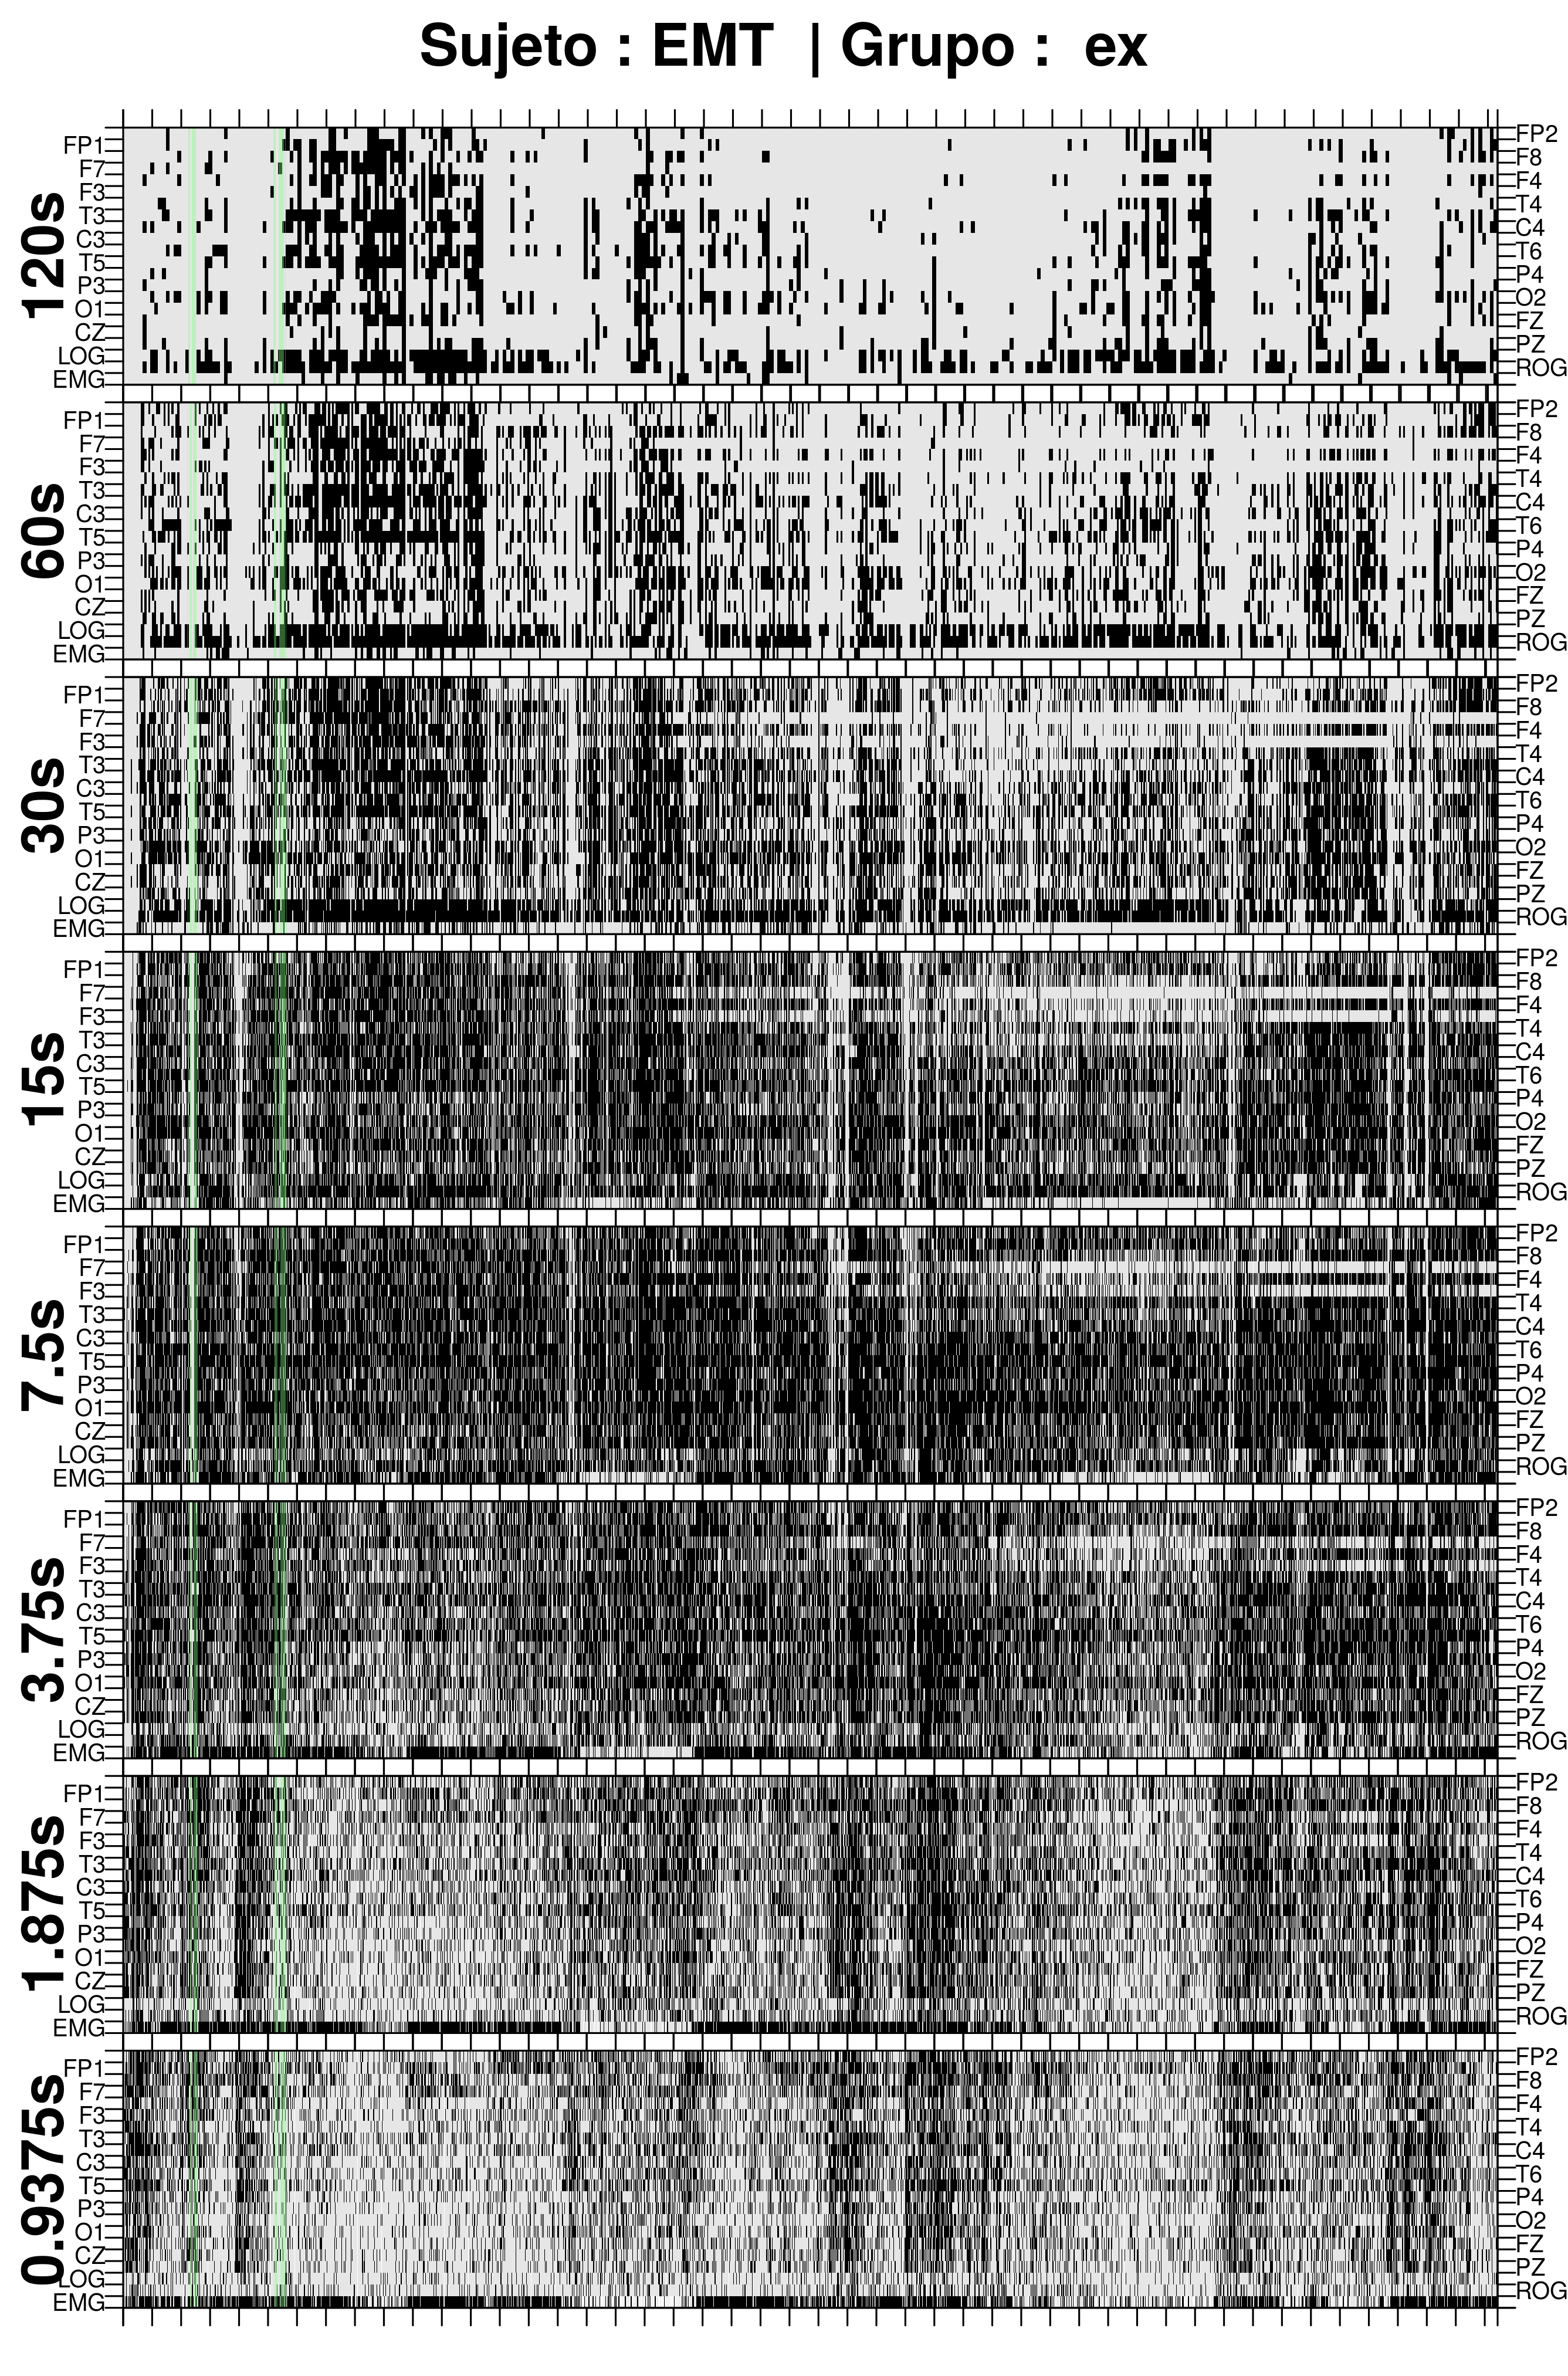 Sujeto : EMT | Grupo : ex
120s
FP1 F7 F3 T3 C3 T5 P3 O1 CZ LOG EMG
FP2 F8 F4 T4 C4 T6 P4 O2 FZ PZ ROG
60s
FP1 F7 F3 T3 C3 T5 P3 O1 CZ LOG EMG
FP2 F8 F4 T4 C4 T6 P4 O2 FZ PZ ROG
30s
FP1 F7 F3 T3 C3 T5 P3 O1 CZ LOG EMG
FP2 F8 F4 T4 C4 T6 P4 O2 FZ PZ ROG
15s
FP1 F7 F3 T3 C3 T5 P3 O1 CZ LOG EMG
FP2 F8 F4 T4 C4 T6 P4 O2 FZ PZ ROG
7.5s
FP1 F7 F3 T3 C3 T5 P3 O1 CZ LOG EMG
FP2 F8 F4 T4 C4 T6 P4 O2 FZ PZ ROG
3.75s
FP1 F7 F3 T3 C3 T5 P3 O1 CZ LOG EMG
FP2 F8 F4 T4 C4 T6 P4 O2 FZ PZ ROG
1.875s
FP1 F7 F3 T3 C3 T5 P3 O1 CZ LOG EMG
FP2 F8 F4 T4 C4 T6 P4 O2 FZ PZ ROG
0.9375s
FP1 F7 F3 T3 C3 T5 P3 O1 CZ LOG EMG
FP2 F8 F4 T4 C4 T6 P4 O2 FZ PZ ROG